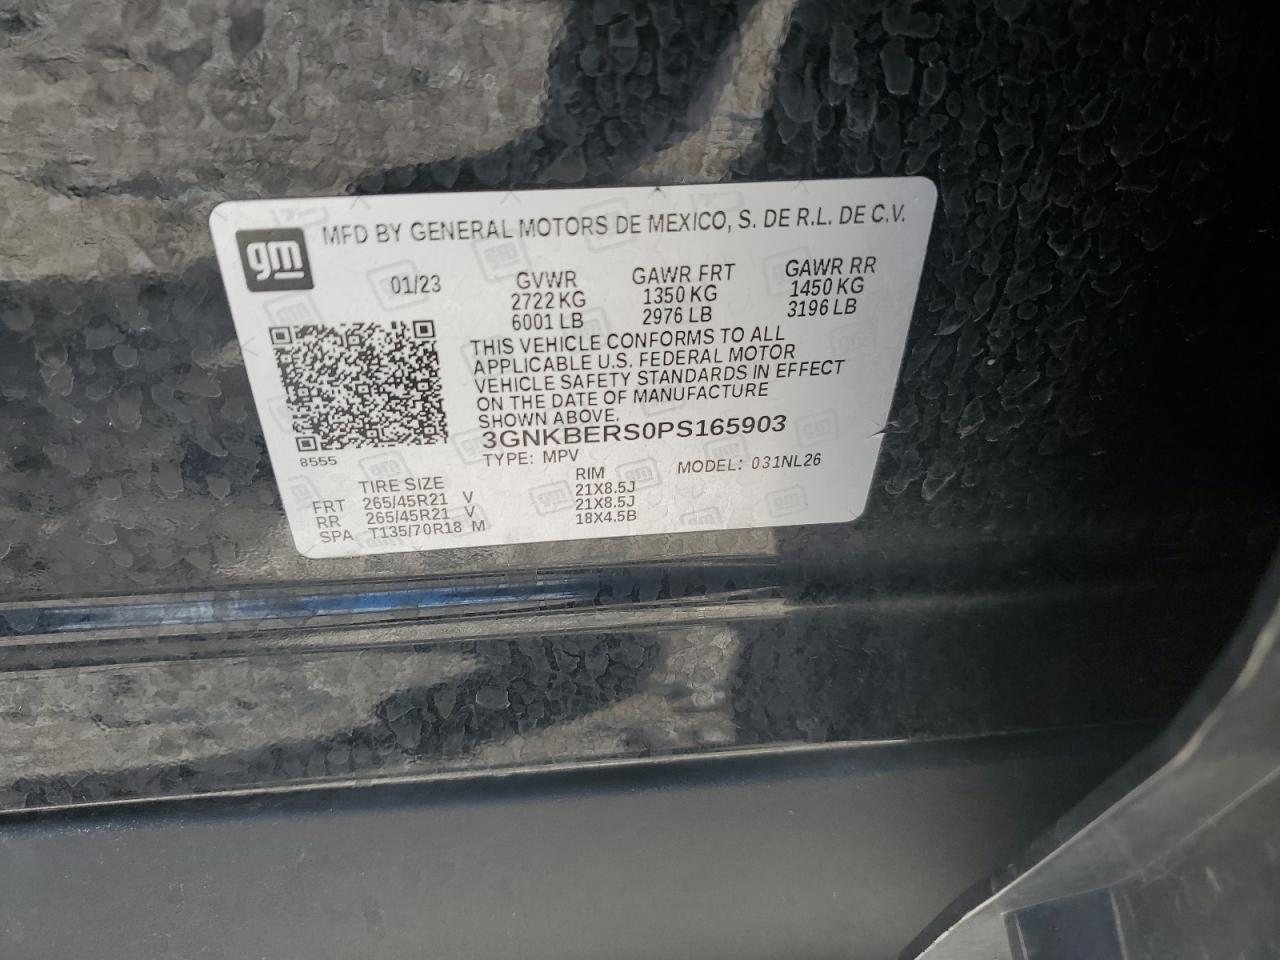 gm
MFD BY GENERAL MOTORS DE MEXICO, S. DE R.L. DE C.V.
01/23 GVWR GAWR FRT GAWR RR
2722 KG 1350 KG 1450 KG
6001 LB 2976 LB 3196 LB
THIS VEHICLE CONFORMS TO ALL
APPLICABLE U.S. FEDERAL MOTOR
VEHICLE SAFETY STANDARDS IN EFFECT
ON THE DATE OF MANUFACTURE
SHOWN ABOVE.
3GNKBERS0PS165903
8555
TYPE: MPV MODEL: 031NL26
TIRE SIZE RIM
FRT 265/45R21 V 21X8.5J
RR 265/45R21 V 21X8.5J
SPA T135/70R18 M 18X4.5B